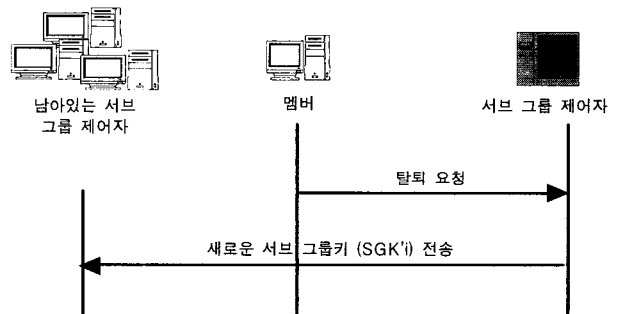 남아있는 서브
그룹 제어자
멤버
서브 그룹 제어자
탈퇴 요청
새로운 서브 그룹키 (SGK'i) 전송